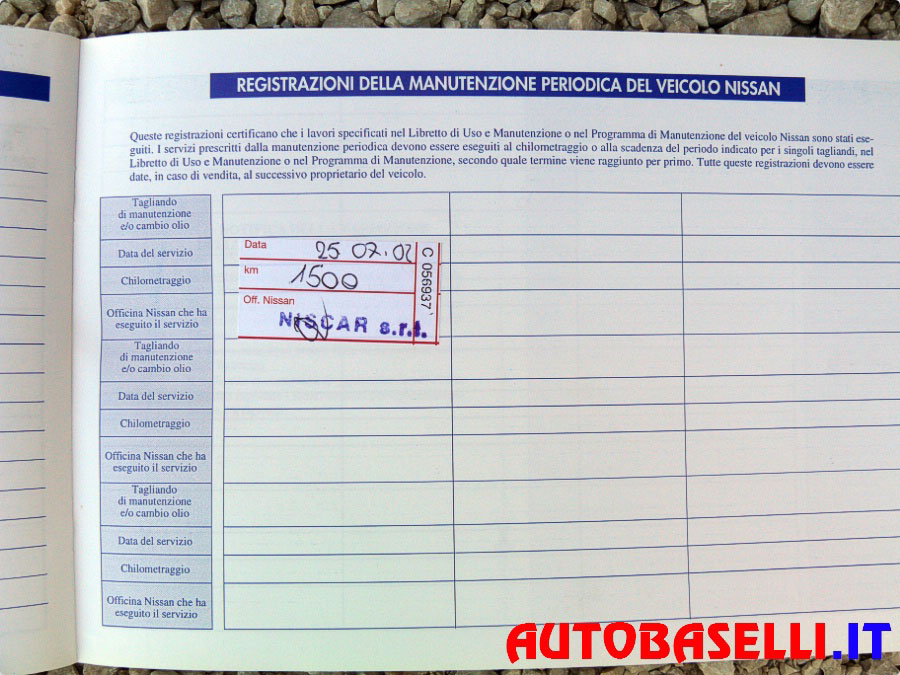 REGISTRAZIONI DELLA MANUTENZIONE PERIODICA DEL VEICOLO NISSAN
Queste registrazioni certificano che i lavori specificati nel Libretto di Uso e Manutenzione o nel Programma di Manutenzione del veicolo Nissan sono stati ese-
guiti. I servizi prescritti dalla manutenzione periodica devono essere eseguiti al chilometraggio o alla scadenza del periodo indicato per i singoli tagliandi, nel
Libretto di Uso e Manutenzione o nel Programma di Manutenzione, secondo quale termine viene raggiunto per primo. Tutte queste registrazioni devono essere
date, in caso di vendita, al successivo proprietario del veicolo.
Tagliando
di manutenzione
e/o cambio olio
Data del servizio
Data 25 07.02
Chilometraggio
km 1500
Officina Nissan che ha
eseguito il servizio
Off. Nissan
NISCAR s.r.l.
C 056937
Tagliando
di manutenzione
e/o cambio olio
Data del servizio
Chilometraggio
Officina Nissan che ha
eseguito il servizio
Tagliando
di manutenzione
e/o cambio olio
Data del servizio
Chilometraggio
Officina Nissan che ha
eseguito il servizio
AUTOBASELLI.IT